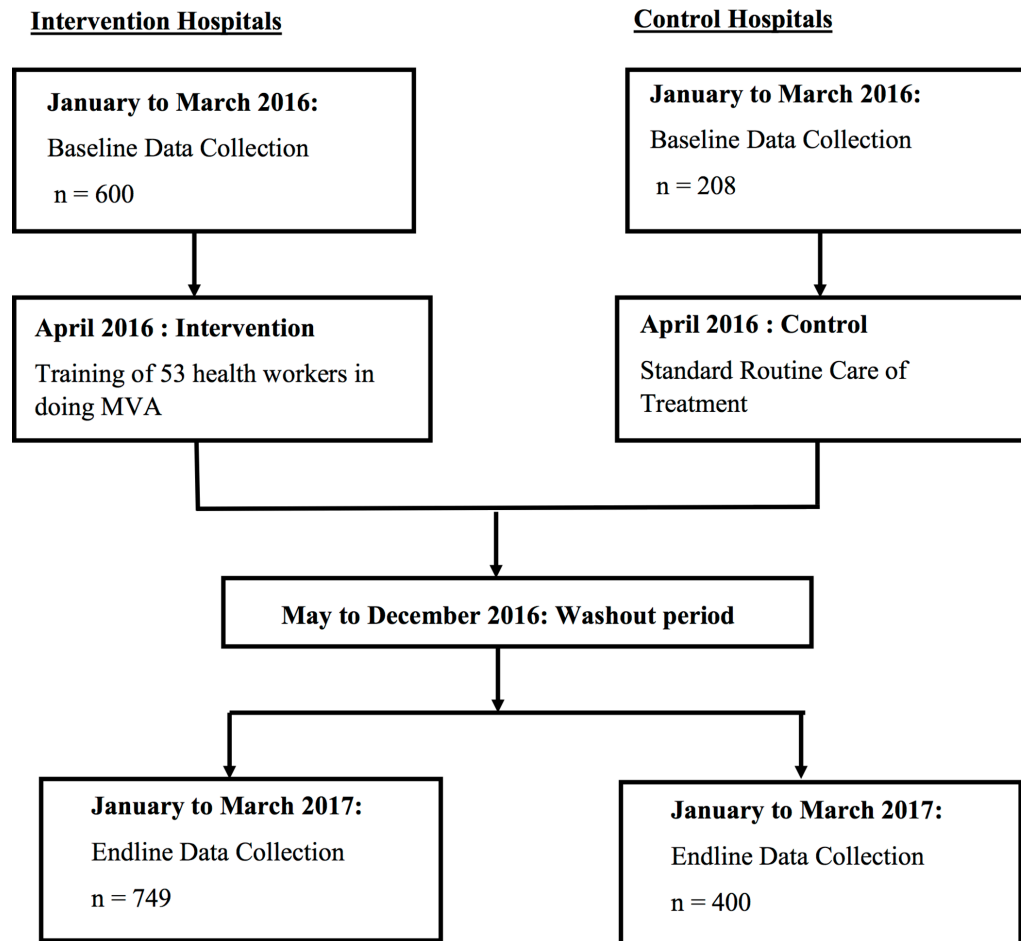 Intervention Hospitals
Control Hospitals
January to March 2016:
Baseline Data Collection
n = 600
January to March 2016:
Baseline Data Collection
n = 208
April 2016 : Intervention
Training of 53 health workers in
doing MVA
April 2016 : Control
Standard Routine Care of
Treatment
May to December 2016: Washout period
January to March 2017:
Endline Data Collection
n = 749
January to March 2017:
Endline Data Collection
n = 400